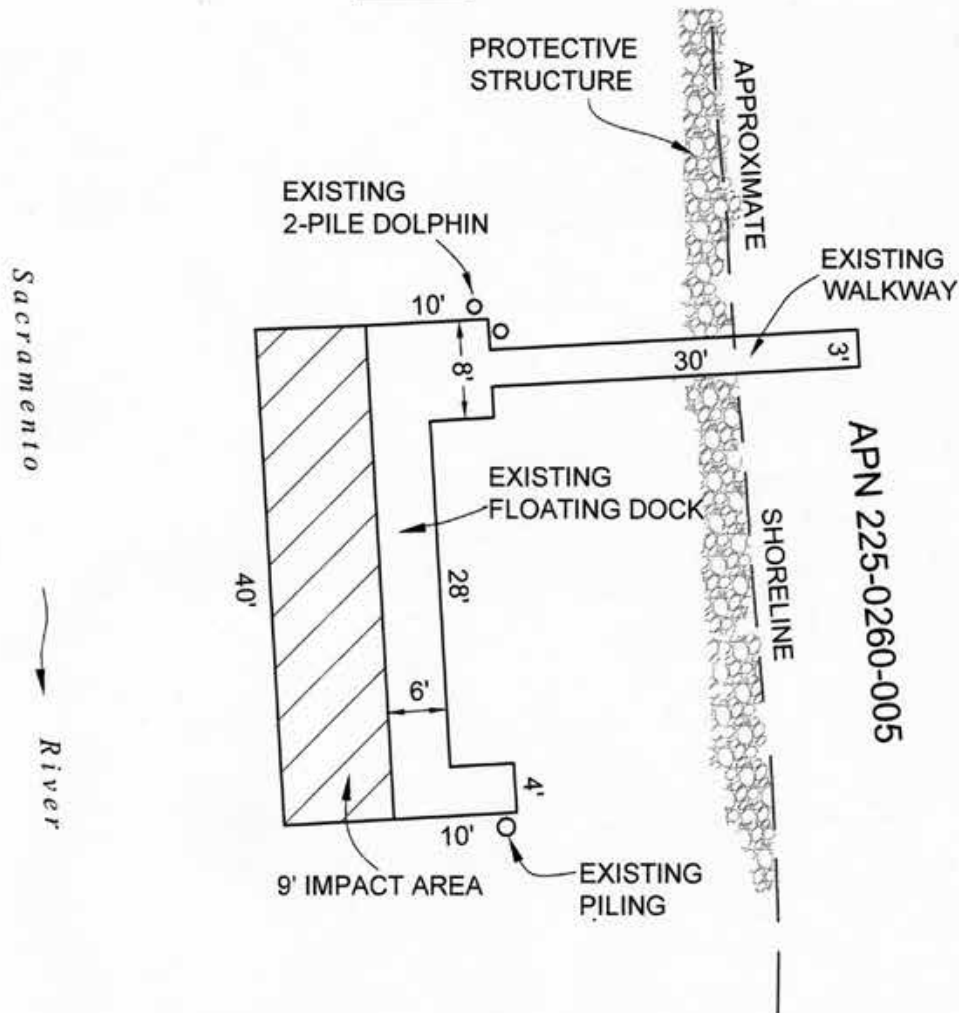 PROTECTIVE
STRUCTURE
APPROXIMATE
EXISTING
2-PILE DOLPHIN
EXISTING
WALKWAY
Sacramento
10'
8'
30'
3'
APN 225-0260-005
EXISTING
FLOATING DOCK
SHORELINE
40'
28'
6'
River
4'
10'
9' IMPACT AREA
EXISTING
PILING